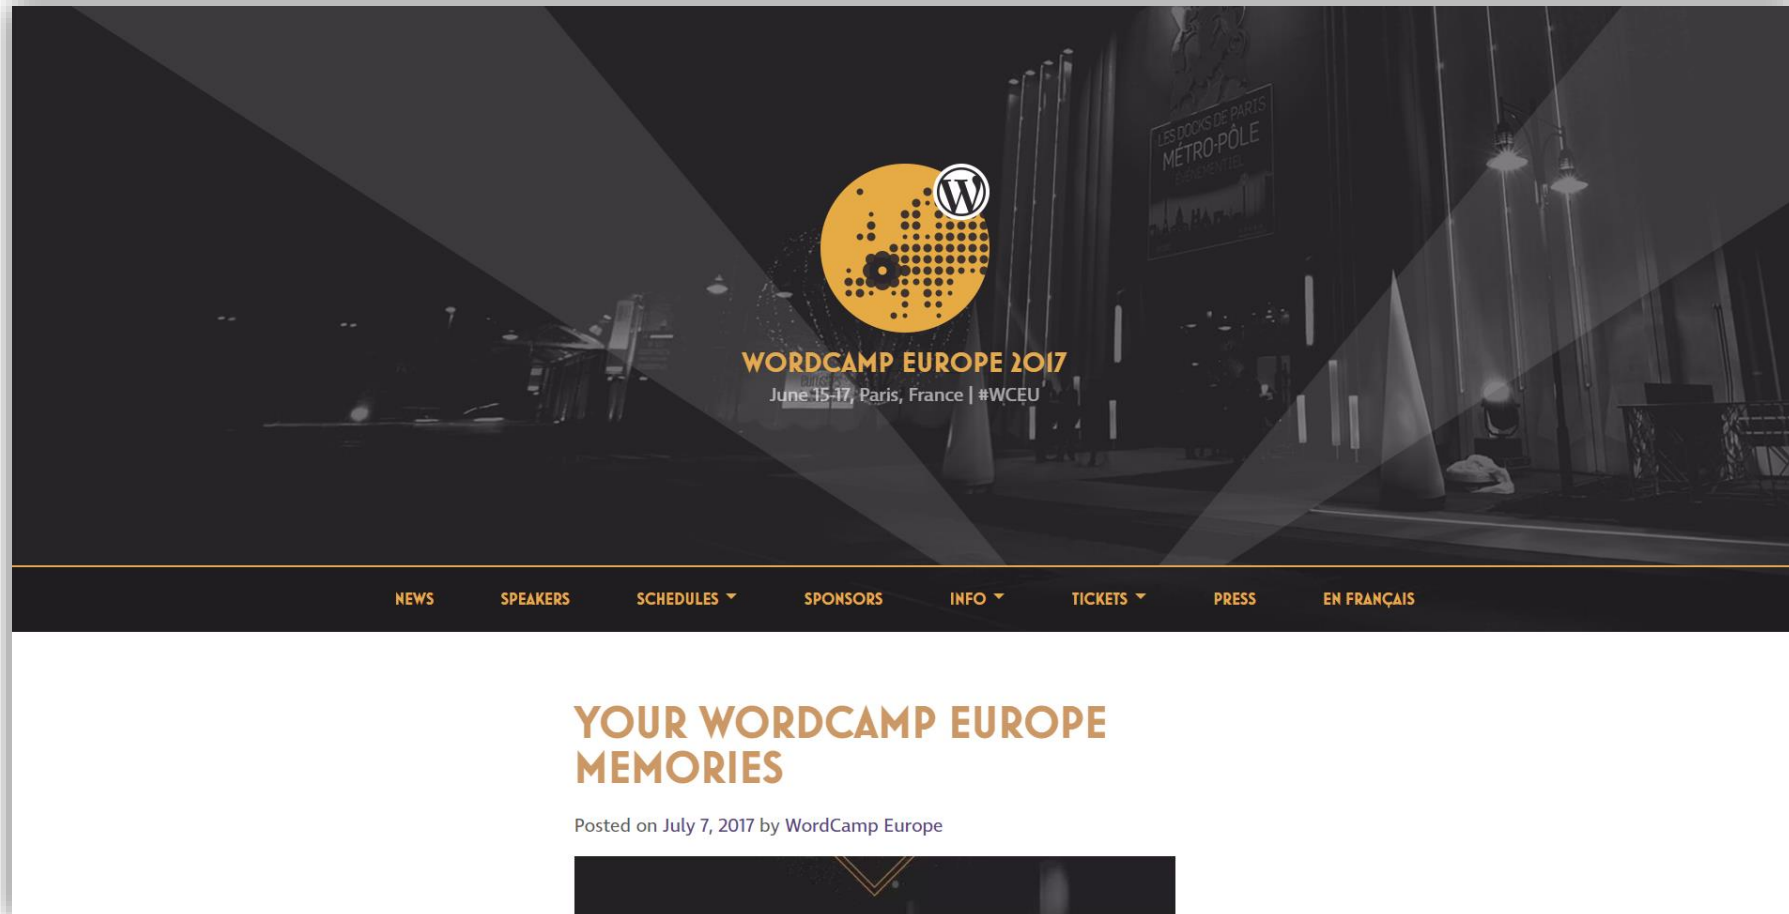 LES DOCKS DE PARIS
MÉTRO-PÔLE
ÉVÉNEMENTIEL
W
WORDCAMP EUROPE 2017
June 15-17, Paris, France | #WCEU
NEWS SPEAKERS SCHEDULES SPONSORS INFO TICKETS PRESS EN FRANÇAIS
YOUR WORDCAMP EUROPE
MEMORIES
Posted on July 7, 2017 by WordCamp Europe